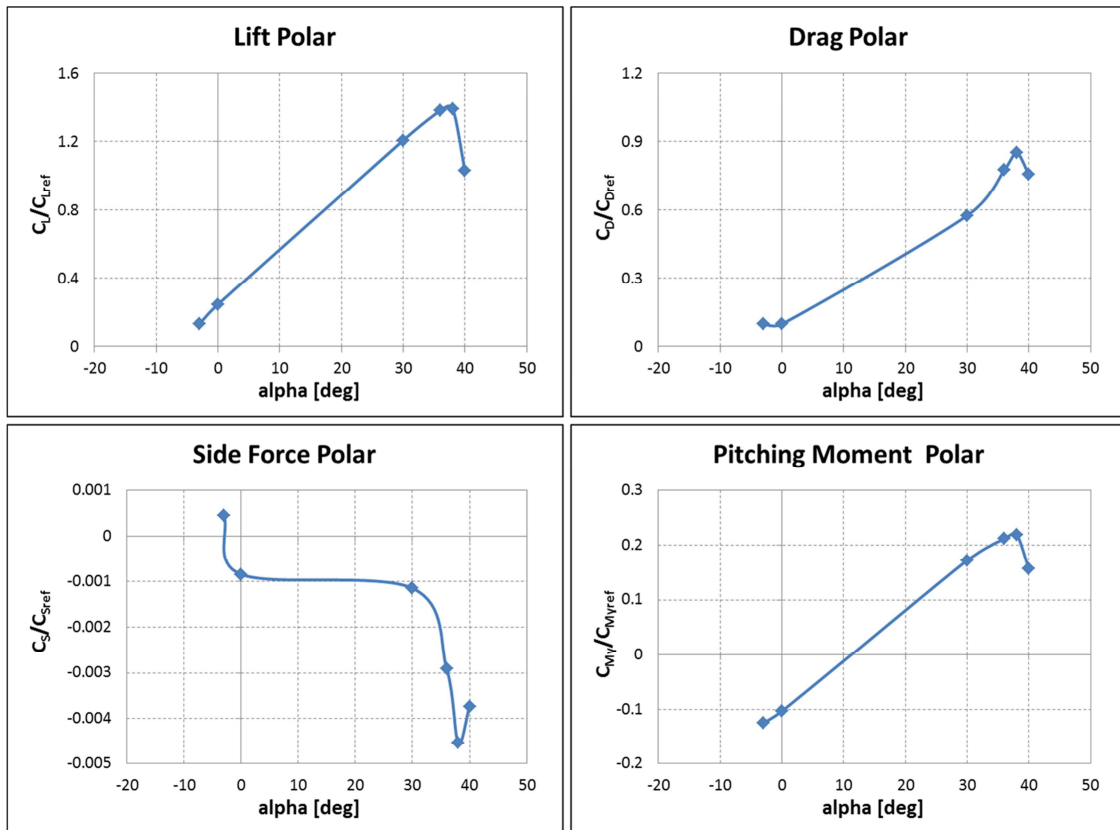 Lift Polar
C_L/C_Lref
1.6
1.2
0.8
0.4
0
-20 -10 0 10 20 30 40 50
alpha [deg]
Drag Polar
C_D/C_Dref
1.2
0.9
0.6
0.3
0
-20 -10 0 10 20 30 40 50
alpha [deg]
Side Force Polar
C_S/C_Sref
0.001
0
-0.001
-0.002
-0.003
-0.004
-0.005
-20 -10 0 10 20 30 40 50
alpha [deg]
Pitching Moment Polar
C_My/C_Myref
0.3
0.2
0.1
0
-0.1
-0.2
-20 -10 0 10 20 30 40 50
alpha [deg]